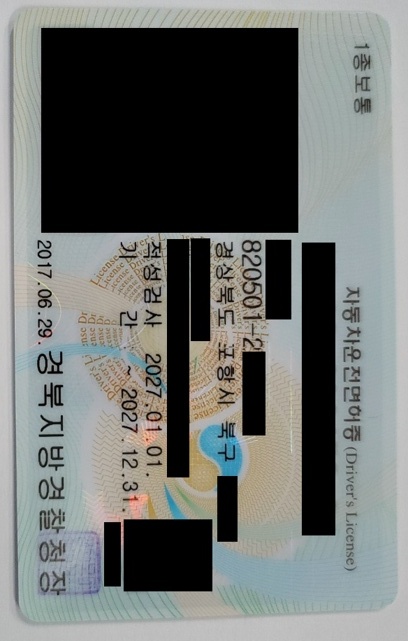 1종보통
자동차운전면허증 (Driver's License)
820501-2
경상북도 포항시 북구
적성검사 2027.01.01.
기 간 : ~ 2027.12.31.
2017.06.29. 경북지방경찰청장